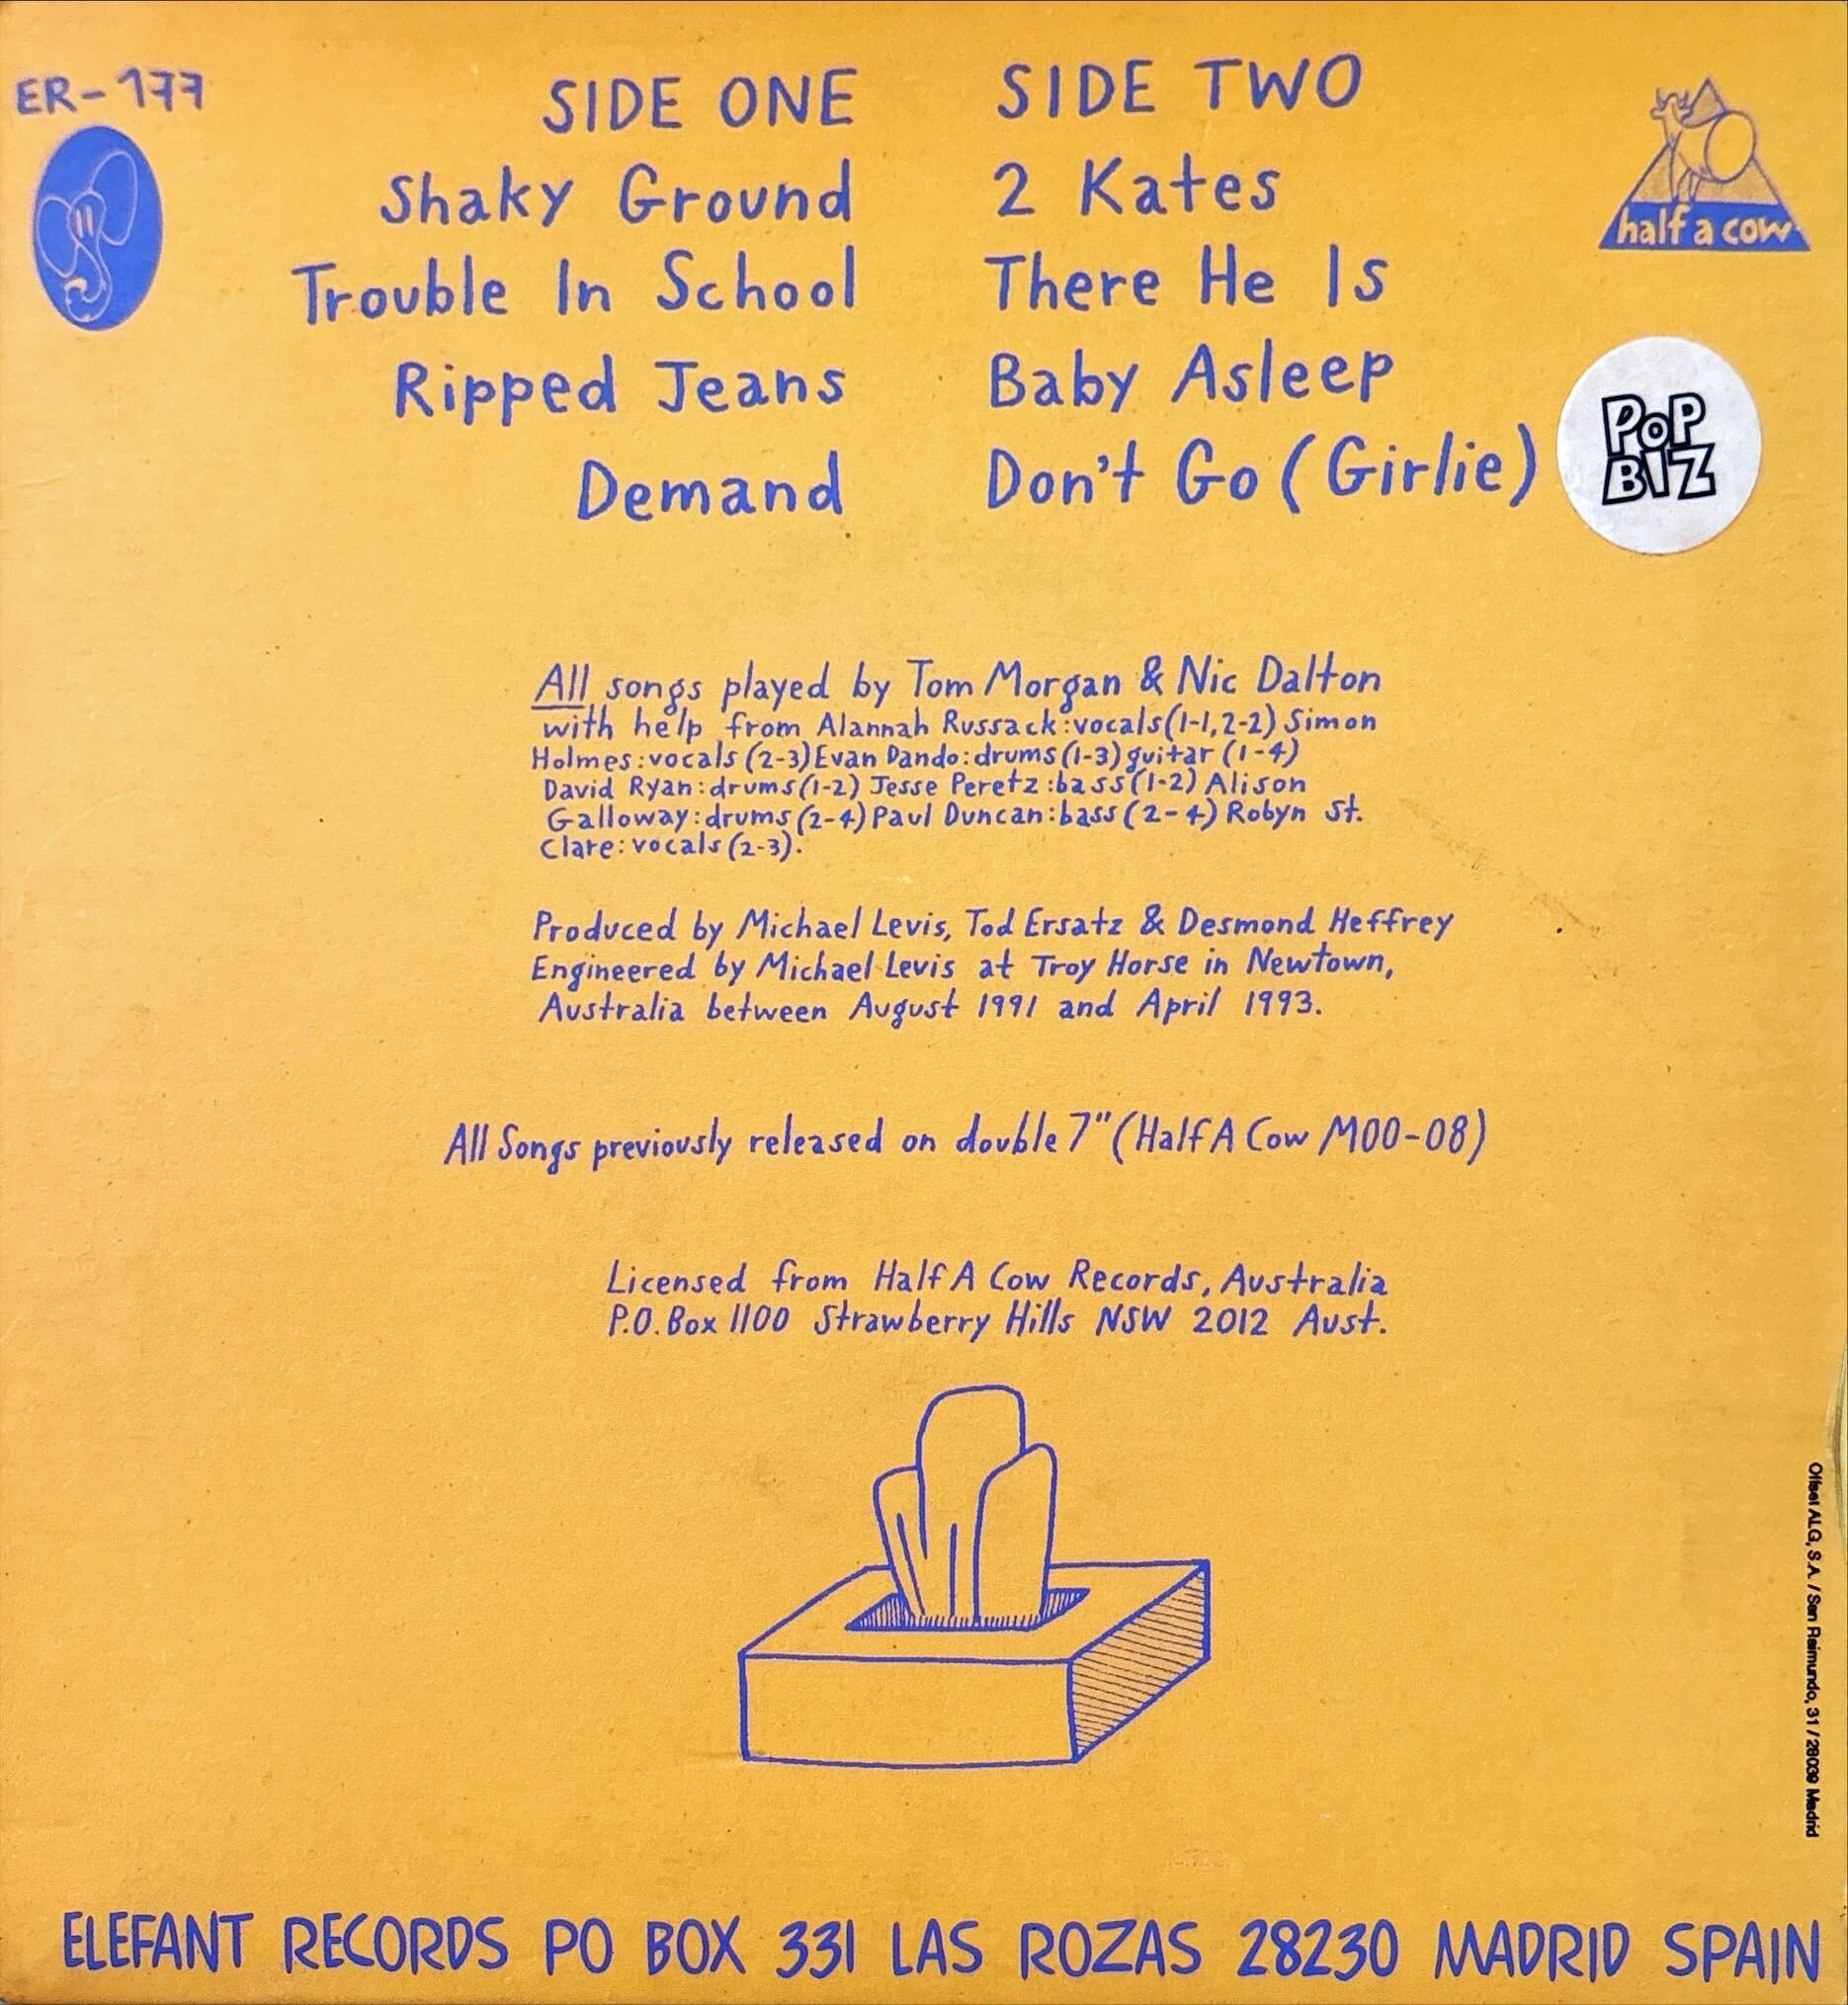 ER-177
SIDE ONE
Shaky Ground
Trouble In School
Ripped Jeans
Demand
SIDE TWO
2 Kates
There He Is
Baby Asleep
Don't Go (Girlie)
half a cow
POP
BIZ
All songs played by Tom Morgan & Nic Dalton
with help from Alannah Russack:vocals(1-1,2-2) Simon
Holmes:vocals (2-3) Evan Dando:drums(1-3) guitar (1-4)
David Ryan:drums(1-2) Jesse Peretz:bass(1-2) Alison
Galloway:drums(2-4) Paul Duncan:bass(2-4) Robyn St.
Clare:vocals(2-3).
Produced by Michael Levis, Tod Ersatz & Desmond Heffrey
Engineered by Michael Levis at Troy Horse in Newtown,
Australia between August 1991 and April 1993.
All Songs previously released on double 7" (Half A Cow M00-08)
Licensed from Half A Cow Records, Australia
P.O. Box 1100 Strawberry Hills NSW 2012 Aust.
Offset ALG, S.A. / San Raimundo, 31 / 28039 Madrid
ELEFANT RECORDS PO BOX 331 LAS ROZAS 28230 MADRID SPAIN